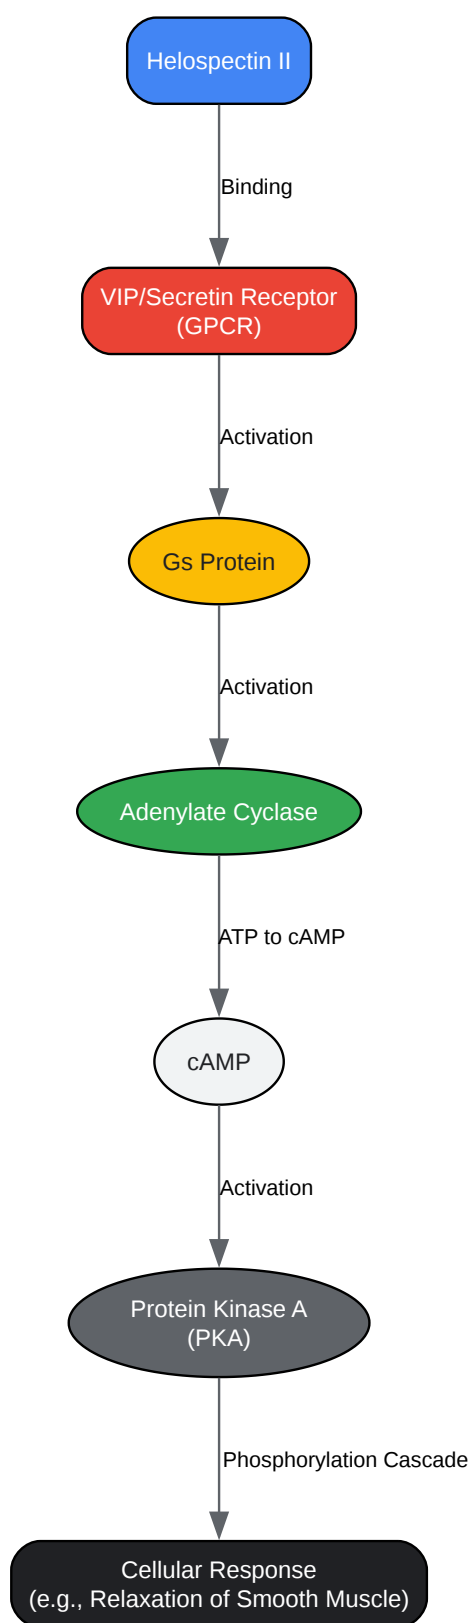 Helospectin II
Binding
VIP/Secretin Receptor
(GPCR)
Activation
Gs Protein
Activation
Adenylate Cyclase
ATP to cAMP
cAMP
Activation
Protein Kinase A
(PKA)
Phosphorylation Cascade
Cellular Response
(e.g., Relaxation of Smooth Muscle)